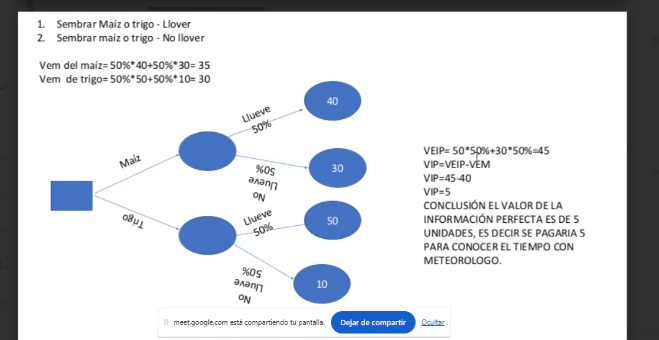 1. Sembrar Maíz o trigo - Llover
2. Sembrar maíz o trigo - No llover
Vem del maíz= 50%*40+50%*30= 35
Vem de trigo= 50%*50+50%*10= 30
Maíz
Llueve
50%
40
No
Llueve
50%
30
Trigo
Llueve
50%
50
No
Llueve
50%
10
VEIP= 50*50%+30*50%=45
VIP=VEIP-VEM
VIP=45-40
VIP=5
CONCLUSIÓN EL VALOR DE LA
INFORMACIÓN PERFECTA ES DE 5
UNIDADES, ES DECIR SE PAGARIA 5
PARA CONOCER EL TIEMPO CON
METEOROLOGO.
meet.google.com está compartiendo tu pantalla. Dejar de compartir Ocultar